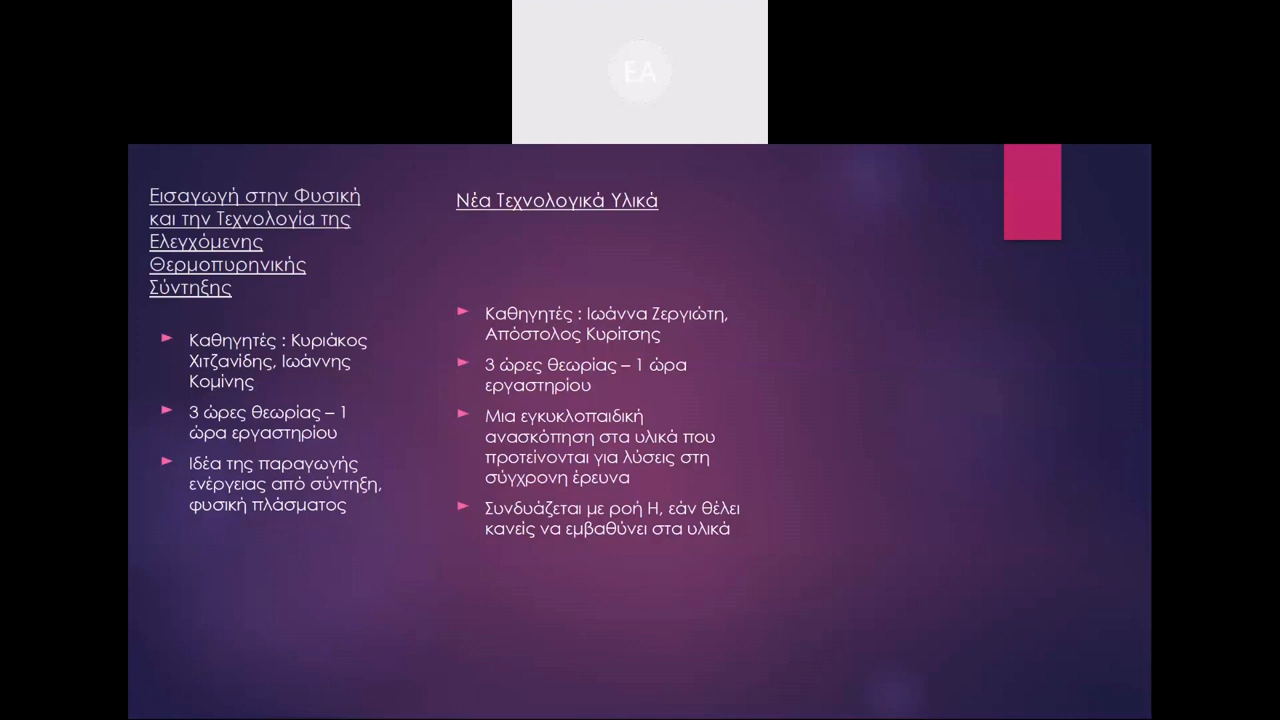 EA
Εισαγωγή στην Φυσική
και την Τεχνολογία της
Ελεγχόμενης
Θερμοπυρηνικής
Σύντηξης
Καθηγητές : Κυριάκος
Χιτζανίδης, Ιωάννης
Κομίνης
3 ώρες θεωρίας – 1
ώρα εργαστηρίου
Ιδέα της παραγωγής
ενέργειας από σύντηξη,
φυσική πλάσματος
Νέα Τεχνολογικά Υλικά
Καθηγητές : Ιωάννα Ζεργιώτη,
Απόστολος Κυρίτσης
3 ώρες θεωρίας – 1 ώρα
εργαστηρίου
Μια εγκυκλοπαιδική
ανασκόπηση στα υλικά που
προτείνονται για λύσεις στη
σύγχρονη έρευνα
Συνδυάζεται με ροή Η, εάν θέλει
κανείς να εμβαθύνει στα υλικά